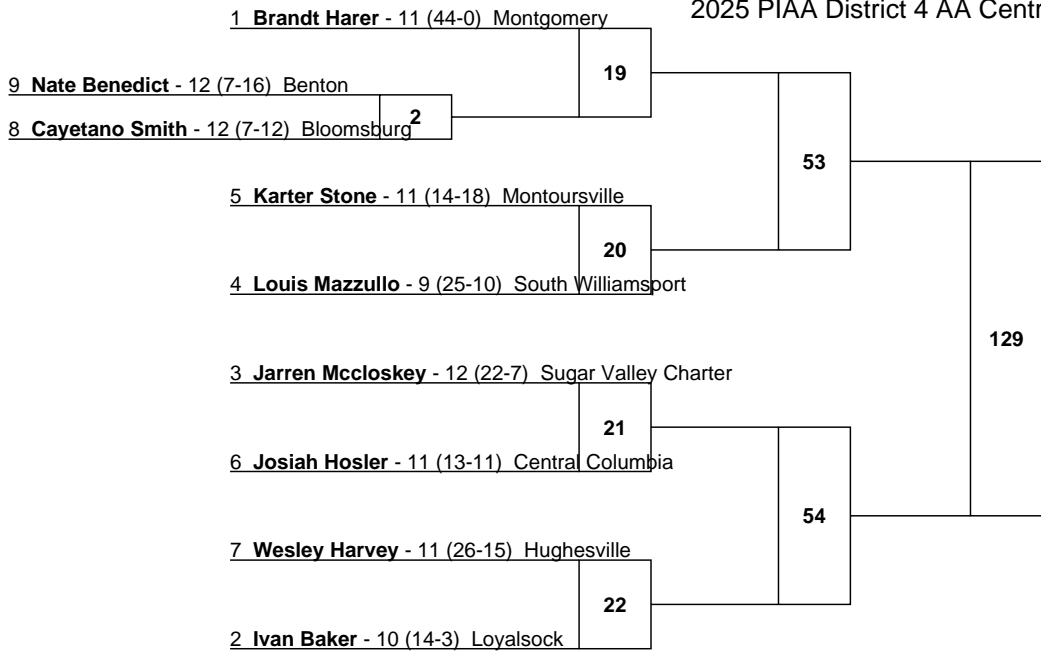 2025 PIAA District 4 AA Centr
1 Brandt Harer - 11 (44-0) Montgomery
19
9 Nate Benedict - 12 (7-16) Benton
2
8 Cayetano Smith - 12 (7-12) Bloomsburg
53
5 Karter Stone - 11 (14-18) Montoursville
20
4 Louis Mazzullo - 9 (25-10) South Williamsport
129
3 Jarren Mccloskey - 12 (22-7) Sugar Valley Charter
21
6 Josiah Hosler - 11 (13-11) Central Columbia
54
7 Wesley Harvey - 11 (26-15) Hughesville
22
2 Ivan Baker - 10 (14-3) Loyalsock